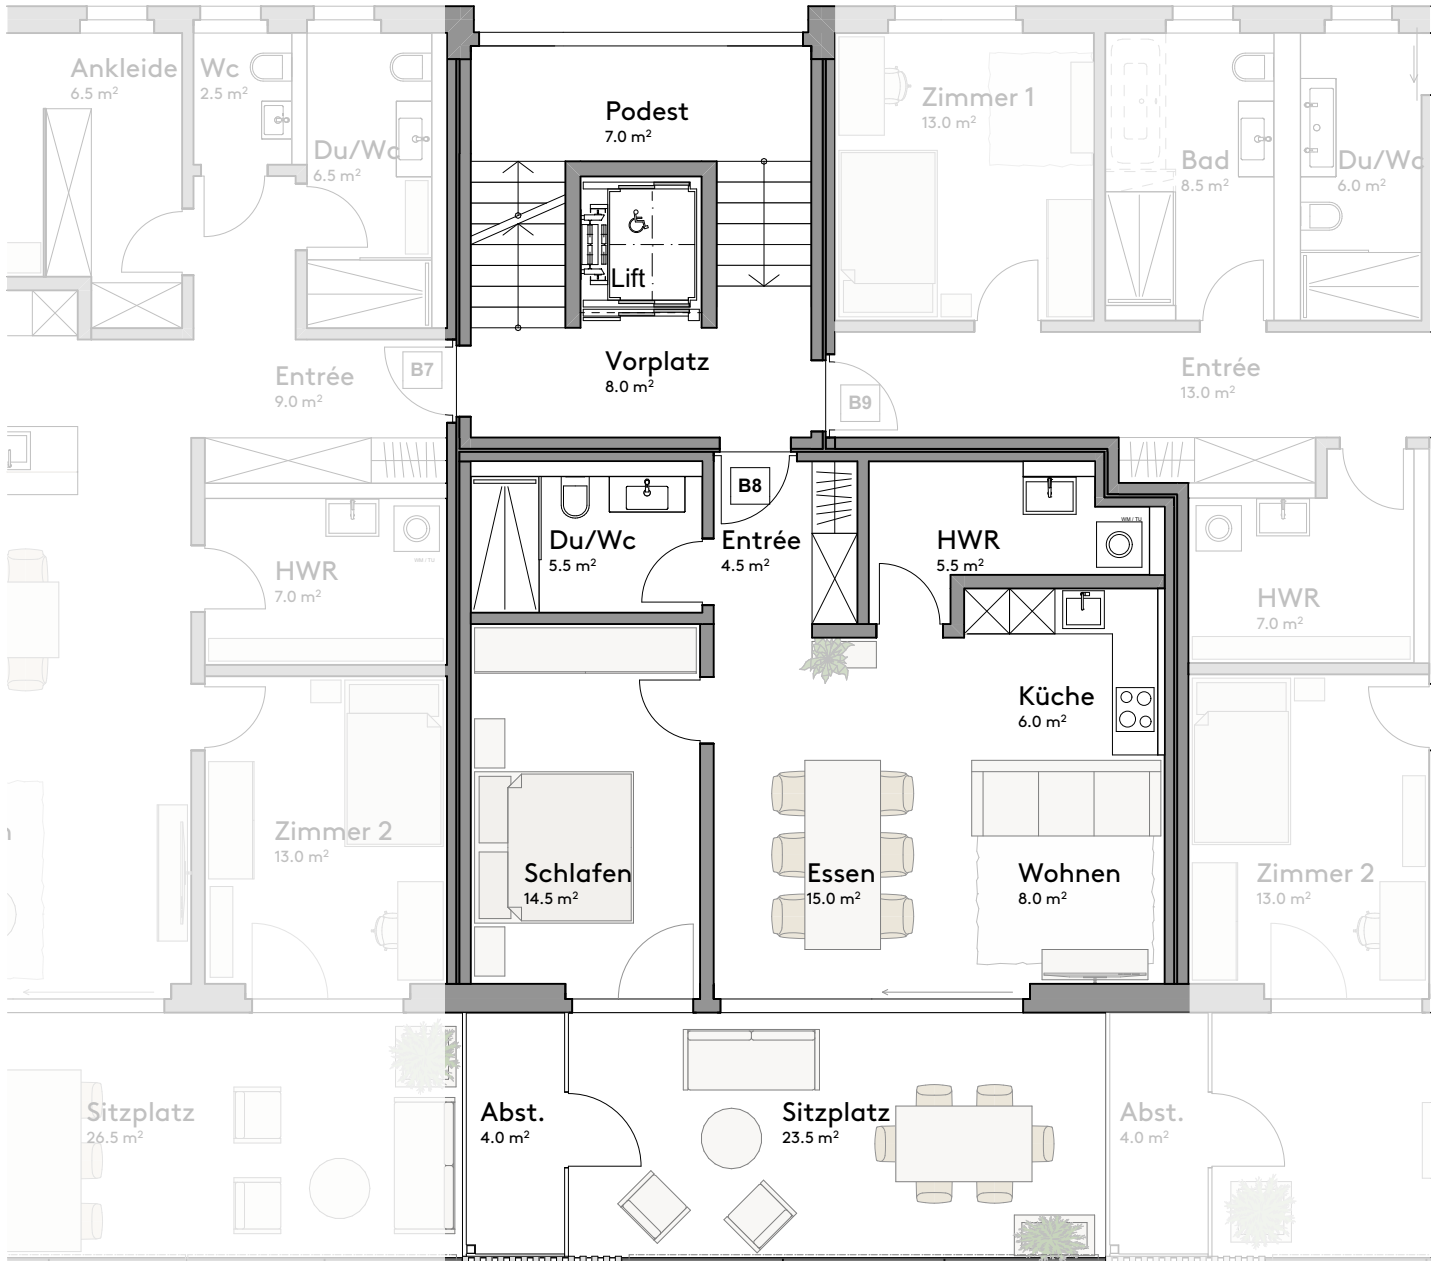 Ankleide
6.5 m²
Wc
2.5 m²
Du/Wc
6.5 m²
Podest
7.0 m²
Zimmer 1
13.0 m²
Bad
8.5 m²
Du/Wc
6.0 m²
Lift
Entrée
9.0 m²
B7
Vorplatz
8.0 m²
B9
Entrée
13.0 m²
B8
Du/Wc
5.5 m²
Entrée
4.5 m²
HWR
5.5 m²
WM / TU
HWR
7.0 m²
WM / TU
HWR
7.0 m²
Küche
6.0 m²
n
Zimmer 2
13.0 m²
Schlafen
14.5 m²
Essen
15.0 m²
Wohnen
8.0 m²
Zimmer 2
13.0 m²
Sitzplatz
26.5 m²
Abst.
4.0 m²
Sitzplatz
23.5 m²
Abst.
4.0 m²